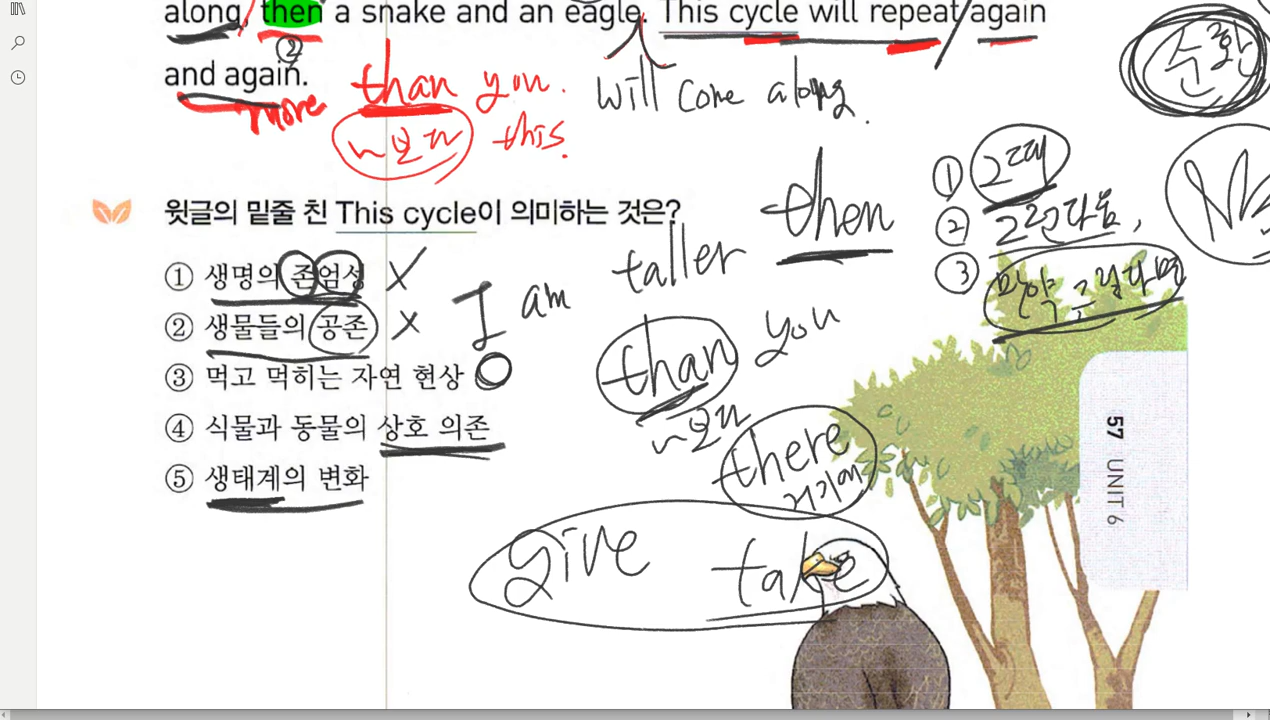 along, then a snake and an eagle. This cycle will repeat again
②
and again.
more than you.
will come along.
순환
너보다
this.
① 그때
② 그런다음,
③ 만약 그렇다면
윗글의 밑줄 친 This cycle이 의미하는 것은?
then
taller
① 생명의 존엄성 X
I am
② 생물들의 공존 X
than you
너보다
③ 먹고 먹히는 자연 현상 O
④ 식물과 동물의 상호 의존
there
거기에
⑤ 생태계의 변화
give take
57 UNIT 6